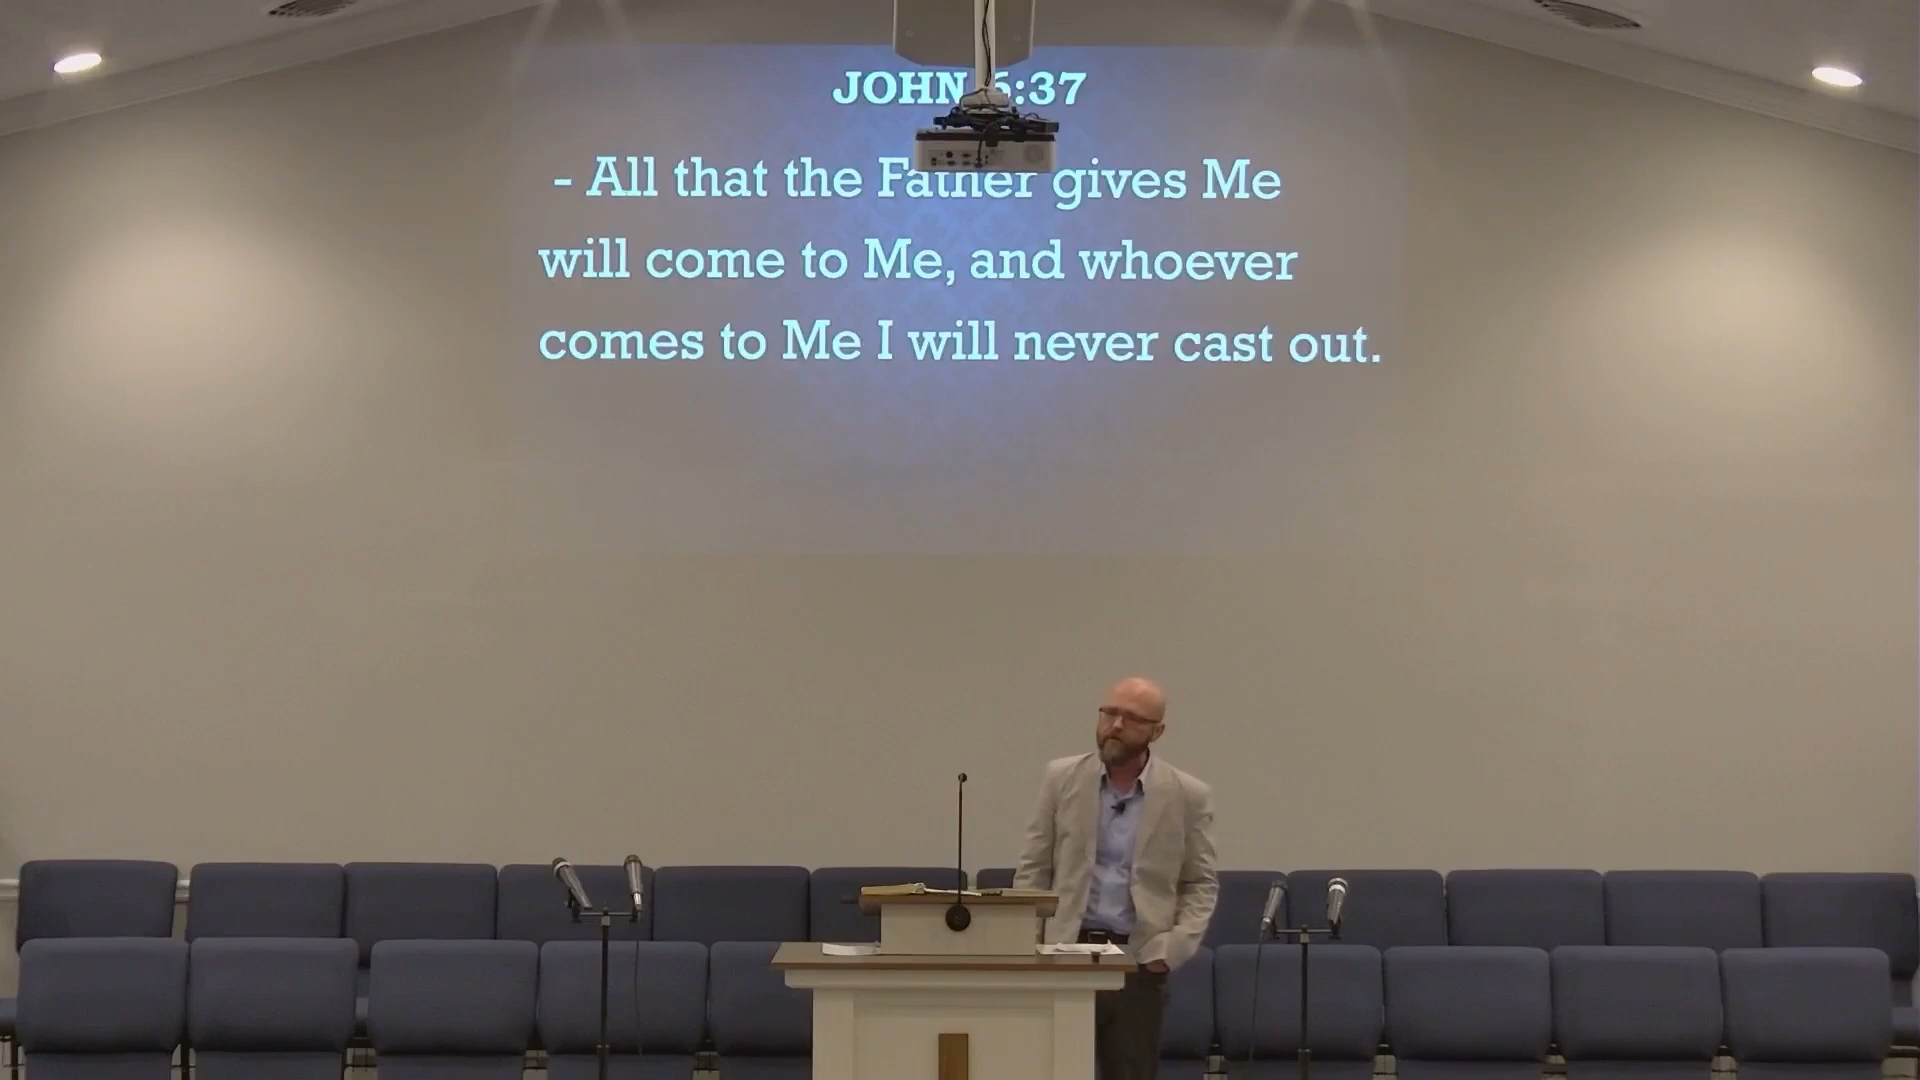 JOHN 6:37
- All that the Father gives Me
will come to Me, and whoever
comes to Me I will never cast out.